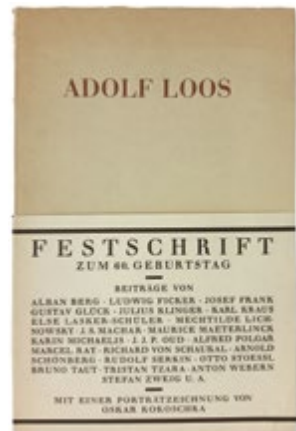 ADOLF LOOS
FESTSCHRIFT
ZUM 60. GEBURTSTAG
BEITRÄGE VON
ALBAN BERG · LUDWIG FICKER · JOSEF FRANK
GUSTAV GLÜCK · JULIUS KLINGER · KARL KRAUS
ELSE LASKER-SCHÜLER · MECHTILDE LICH-
NOWSKY · J. S. MACHAR · MAURICE MAETERLINCK
KARIN MICHAELIS · J. J. P. OUD · ALFRED POLGAR
MARCEL RAY · RICHARD VON SCHAUKAL · ARNOLD
SCHÖNBERG · RUDOLF SERKIN · OTTO STOESSL
BRUNO TAUT · TRISTAN TZARA · ANTON WEBERN
STEFAN ZWEIG U. A.
MIT EINER PORTRÄTZEICHNUNG VON
OSKAR KOKOSCHKA